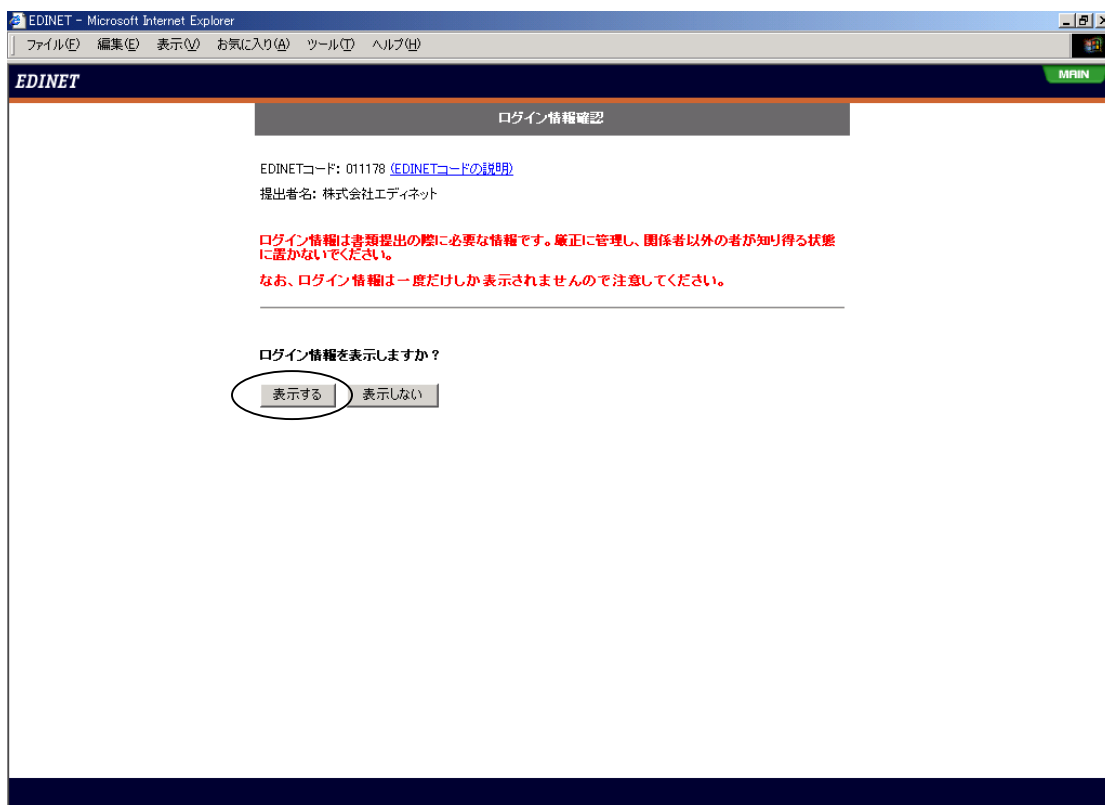 EDINET - Microsoft Internet Explorer
ファイル(F) 編集(E) 表示(V) お気に入り(A) ツール(T) ヘルプ(H)
EDINET
MAIN
ログイン情報確認
EDINETコード: 011178 (EDINETコードの説明)
提出者名: 株式会社エディネット
ログイン情報は書類提出の際に必要な情報です。厳正に管理し、関係者以外の者が知り得る状態
に置かないでください。
なお、ログイン情報は一度だけしか表示されませんので注意してください。
ログイン情報を表示しますか？
表示する 表示しない